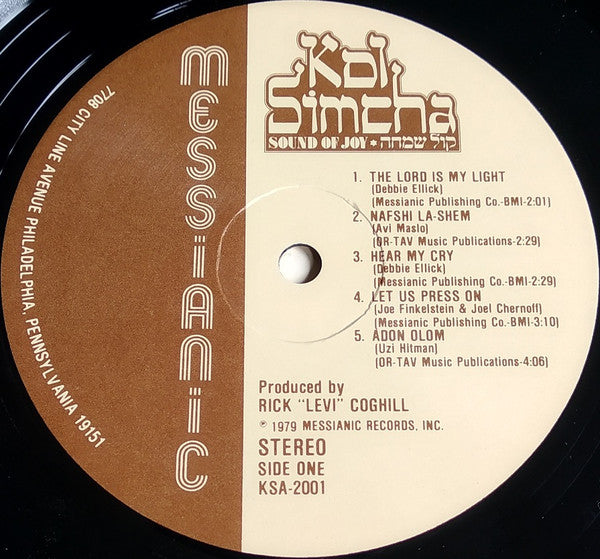 MESSIANIC
7708 CITY LINE AVENUE PHILADELPHIA, PENNSYLVANIA 19151
Kol
Simcha
SOUND OF JOY * קול שמחה
1. THE LORD IS MY LIGHT
(Debbie Ellick)
(Messianic Publishing Co.-BMI-2:01)
2. NAFSHI LA-SHEM
(Avi Maslo)
(OR-TAV Music Publications-2:29)
3. HEAR MY CRY
(Debbie Ellick)
(Messianic Publishing Co.-BMI-2:29)
4. LET US PRESS ON
(Joe Finkelstein & Joel Chernoff)
(Messianic Publishing Co.-BMI-3:10)
5. ADON OLOM
(Uzi Hitman)
(OR-TAV Music Publications-4:06)
Produced by
RICK "LEVI" COGHILL
℗ 1979 MESSIANIC RECORDS, INC.
STEREO
SIDE ONE
KSA-2001